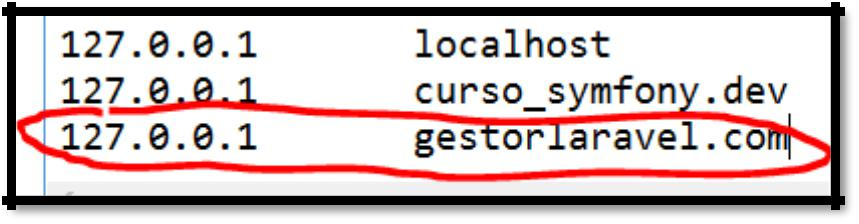 127.0.0.1 localhost
127.0.0.1 curso_symfony.dev
127.0.0.1 gestorlaravel.com